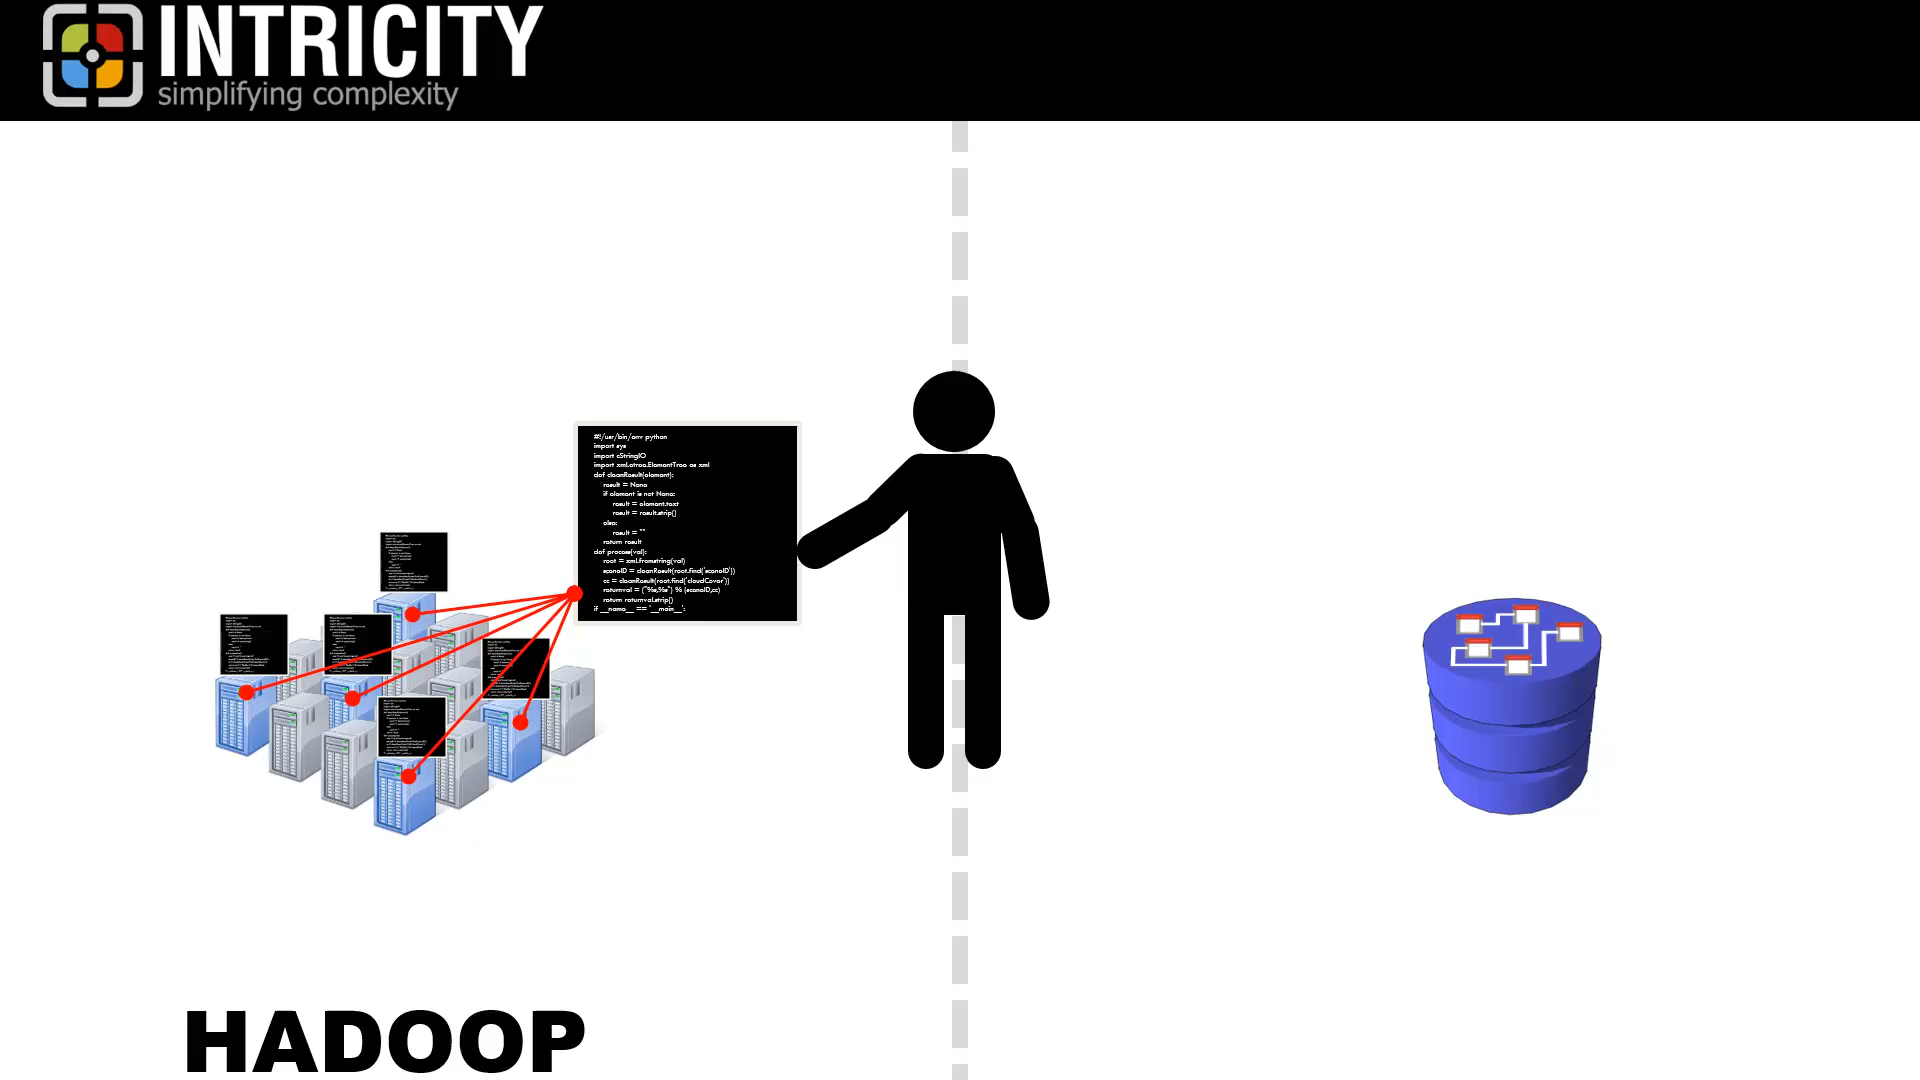 INTRICITY
simplifying complexity
#!/usr/bin/env python
import sys
import cStringIO
import xml.etree.ElementTree as xml
def cleanResult(element):
result = None
if element is not None:
result = element.text
result = result.strip()
else:
result = ""
return result
def process(val):
root = xml.fromstring(val)
sceneID = cleanResult(root.find('sceneID'))
cc = cleanResult(root.find('cloudCover'))
returnval = ("%s,%s") % (sceneID,cc)
return returnval.strip()
if __name__ == '__main__':
HADOOP